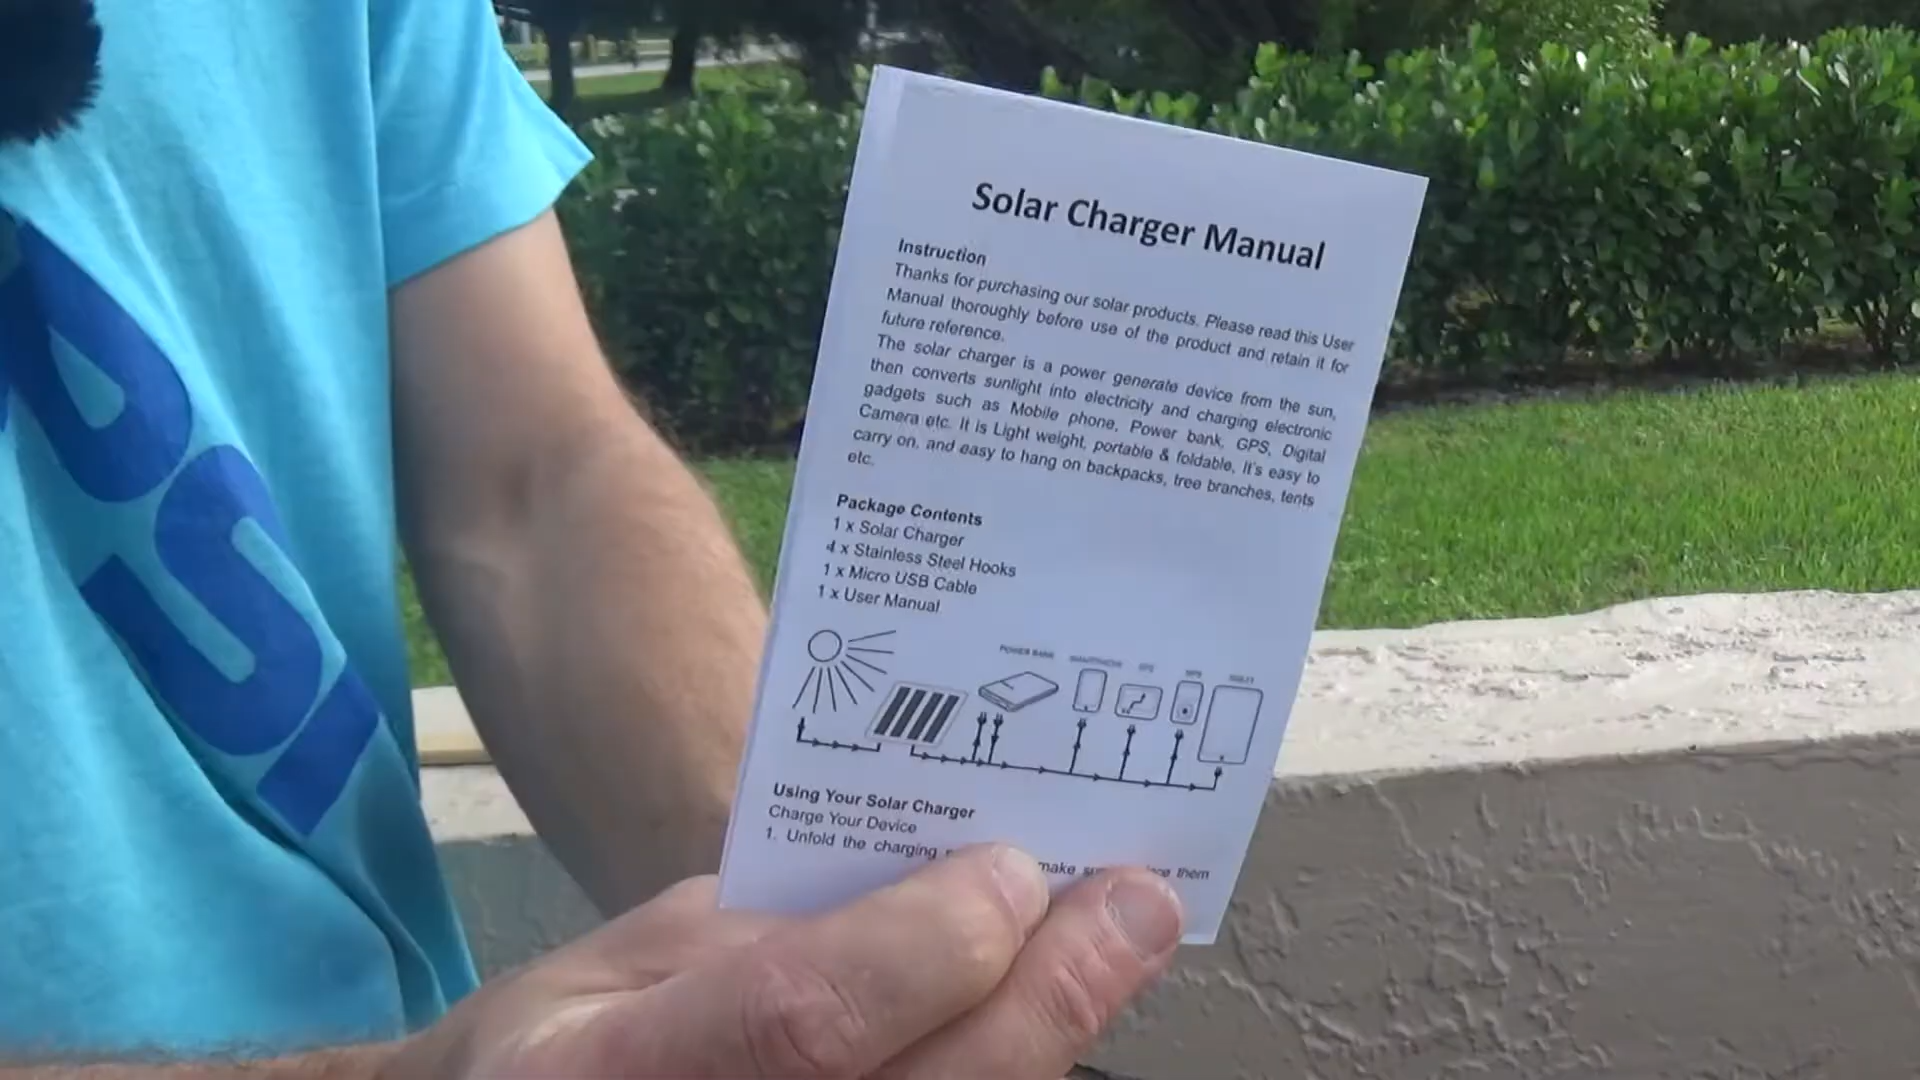 Solar Charger Manual
Instruction
Thanks for purchasing our solar products. Please read this User
Manual thoroughly before use of the product and retain it for
future reference.
The solar charger is a power generate device from the sun,
then converts sunlight into electricity and charging electronic
gadgets such as Mobile phone, Power bank, GPS, Digital
Camera etc. It is Light weight, portable & foldable, It's easy to
carry on, and easy to hang on backpacks, tree branches, tents
etc.
Package Contents
1 x Solar Charger
4 x Stainless Steel Hooks
1 x Micro USB Cable
1 x User Manual
POWER BANK
Using Your Solar Charger
Charge Your Device
1. Unfold the charging make them